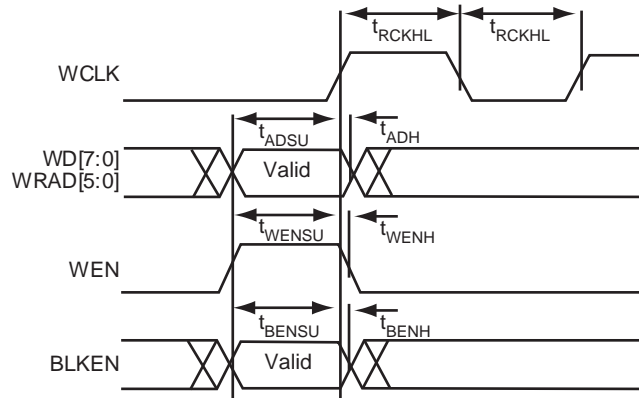 tRCKHL tRCKHL
WCLK
tADSU tADH
WD[7:0]
WRAD[5:0]
Valid
tWENSU tWENH
WEN
tBENSU tBENH
BLKEN
Valid